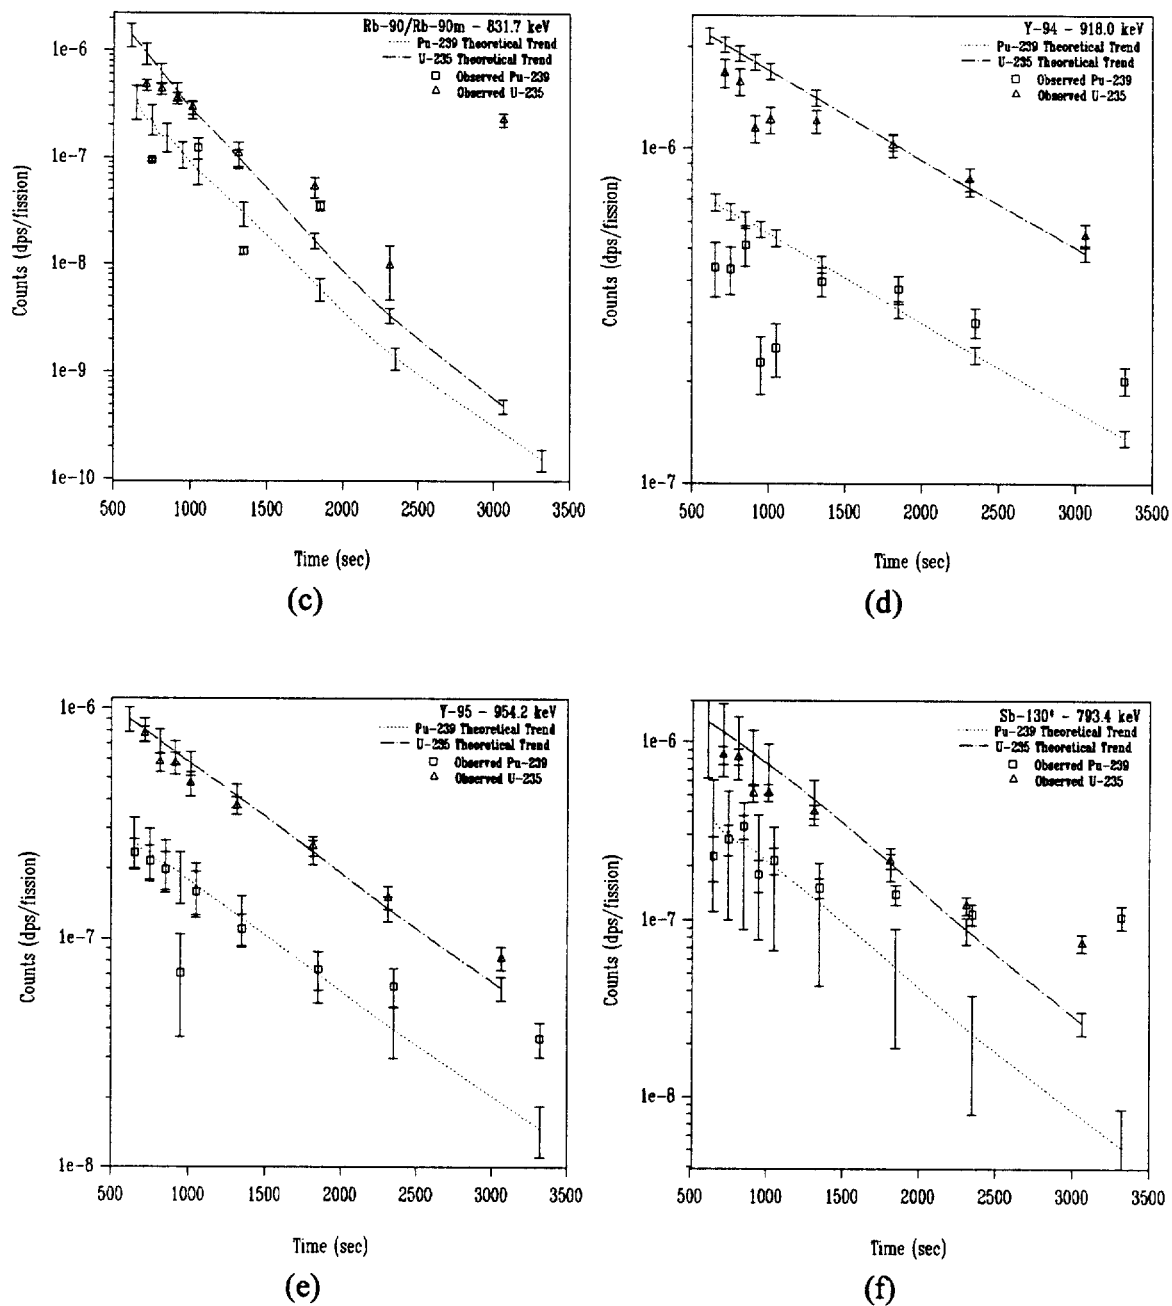 Rb-90/Rb-90m - 831.7 keV
Pu-239 Theoretical Trend
U-235 Theoretical Trend
Observed Pu-239
Observed U-235
1e-6
1e-7
1e-8
1e-9
1e-10
Counts (dps/fission)
500 1000 1500 2000 2500 3000 3500
Time (sec)
(c)
Y-94 - 918.0 keV
Pu-239 Theoretical Trend
U-235 Theoretical Trend
Observed Pu-239
Observed U-235
1e-6
1e-7
Counts (dps/fission)
500 1000 1500 2000 2500 3000 3500
Time (sec)
(d)
Y-95 - 954.2 keV
Pu-239 Theoretical Trend
U-235 Theoretical Trend
Observed Pu-239
Observed U-235
1e-6
1e-7
1e-8
Counts (dps/fission)
500 1000 1500 2000 2500 3000 3500
Time (sec)
(e)
Sb-130* - 793.4 keV
Pu-239 Theoretical Trend
U-235 Theoretical Trend
Observed Pu-239
Observed U-235
1e-6
1e-7
1e-8
Counts (dps/fission)
500 1000 1500 2000 2500 3000 3500
Time (sec)
(f)